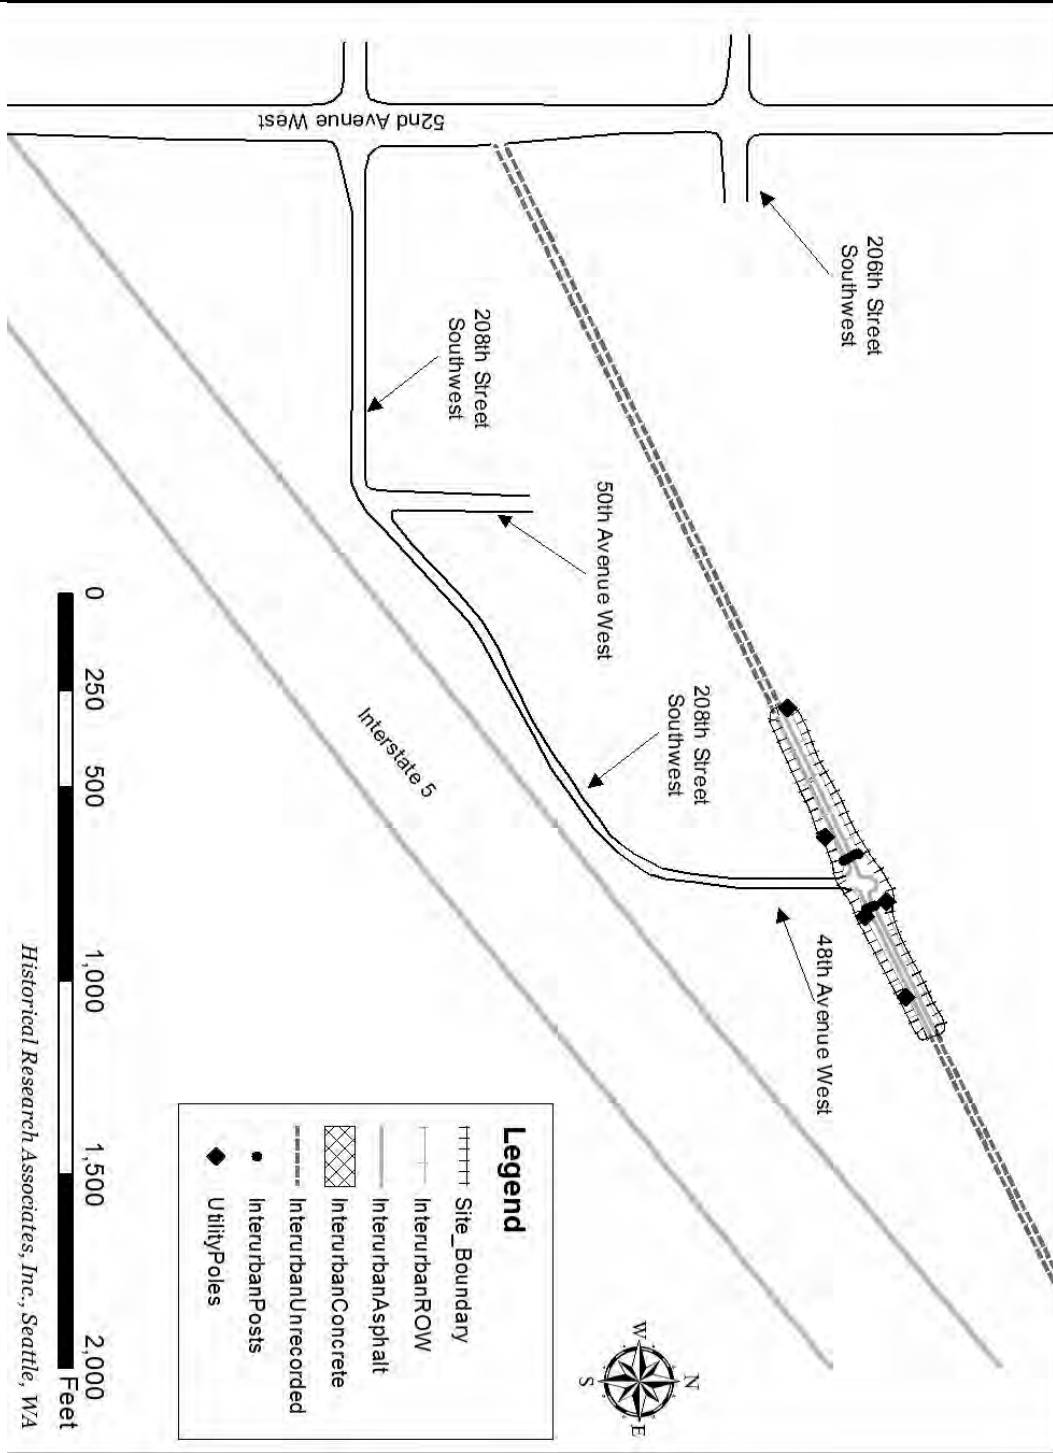 52nd Avenue West
206th Street
Southwest
208th Street
Southwest
50th Avenue West
208th Street
Southwest
48th Avenue West
Interstate 5
N
W
E
S
Legend
Site_Boundary
InterurbanROW
InterurbanAsphalt
InterurbanConcrete
InterurbanUnrecorded
InterurbanPosts
UtilityPoles
0 250 500 1,000 1,500 2,000
Feet
Historical Research Associates, Inc., Seattle, WA